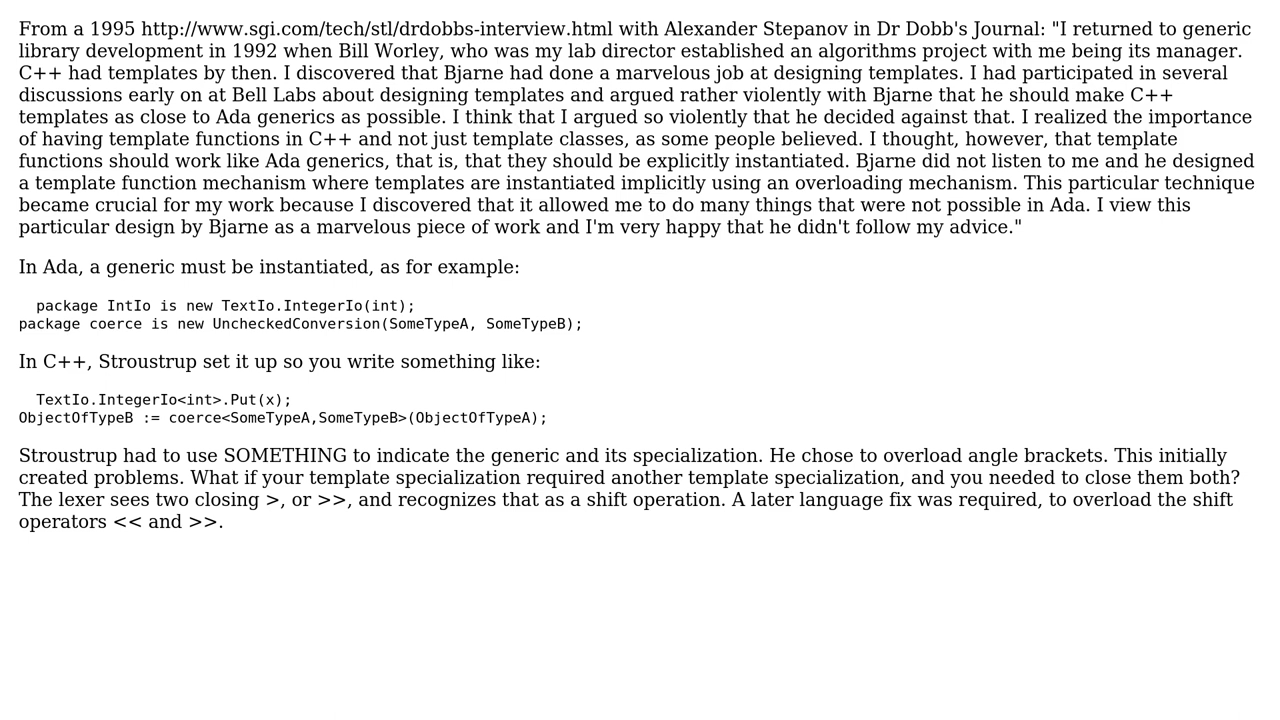 From a 1995 http://www.sgi.com/tech/stl/drdobbs-interview.html with Alexander Stepanov in Dr Dobb's Journal: "I returned to generic
library development in 1992 when Bill Worley, who was my lab director established an algorithms project with me being its manager.
C++ had templates by then. I discovered that Bjarne had done a marvelous job at designing templates. I had participated in several
discussions early on at Bell Labs about designing templates and argued rather violently with Bjarne that he should make C++
templates as close to Ada generics as possible. I think that I argued so violently that he decided against that. I realized the importance
of having template functions in C++ and not just template classes, as some people believed. I thought, however, that template
functions should work like Ada generics, that is, that they should be explicitly instantiated. Bjarne did not listen to me and he designed
a template function mechanism where templates are instantiated implicitly using an overloading mechanism. This particular technique
became crucial for my work because I discovered that it allowed me to do many things that were not possible in Ada. I view this
particular design by Bjarne as a marvelous piece of work and I'm very happy that he didn't follow my advice."
In Ada, a generic must be instantiated, as for example:
package IntIo is new TextIo.IntegerIo(int);
package coerce is new UncheckedConversion(SomeTypeA, SomeTypeB);
In C++, Stroustrup set it up so you write something like:
TextIo.IntegerIo<int>.Put(x);
ObjectOfTypeB := coerce<SomeTypeA,SomeTypeB>(ObjectOfTypeA);
Stroustrup had to use SOMETHING to indicate the generic and its specialization. He chose to overload angle brackets. This initially
created problems. What if your template specialization required another template specialization, and you needed to close them both?
The lexer sees two closing >, or >>, and recognizes that as a shift operation. A later language fix was required, to overload the shift
operators << and >>.